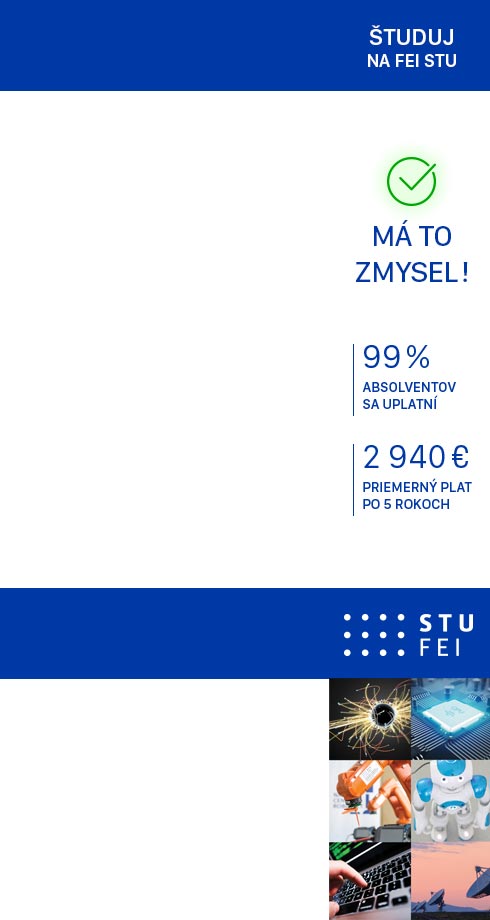 ŠTUDUJ
NA FEI STU
MÁ TO
ZMYSEL!
99 %
ABSOLVENTOV
SA UPLATNÍ
2 940 €
PRIEMERNÝ PLAT
PO 5 ROKOCH
STU
FEI